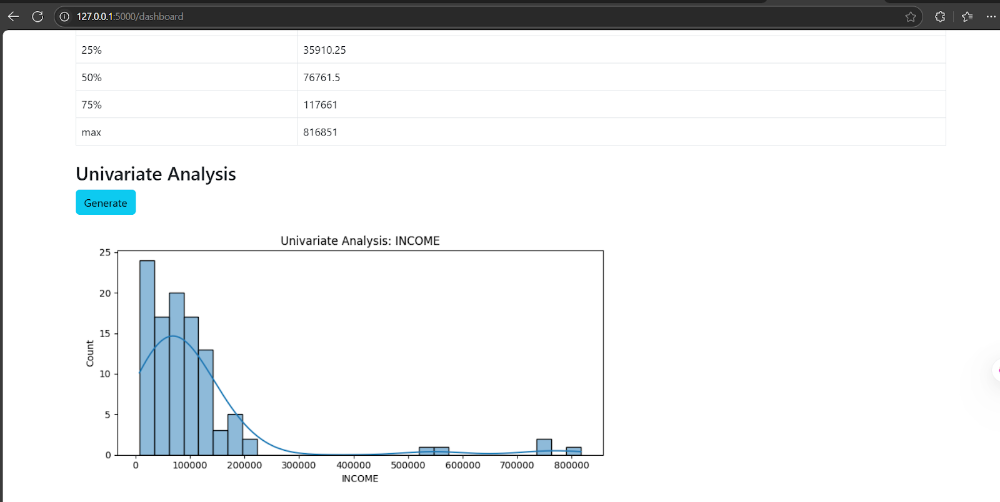 127.0.0.1:5000/dashboard
25% 35910.25
50% 76761.5
75% 117661
max 816851
Univariate Analysis
Generate
Univariate Analysis: INCOME
25
20
15
10
5
0
Count
0 100000 200000 300000 400000 500000 600000 700000 800000
INCOME